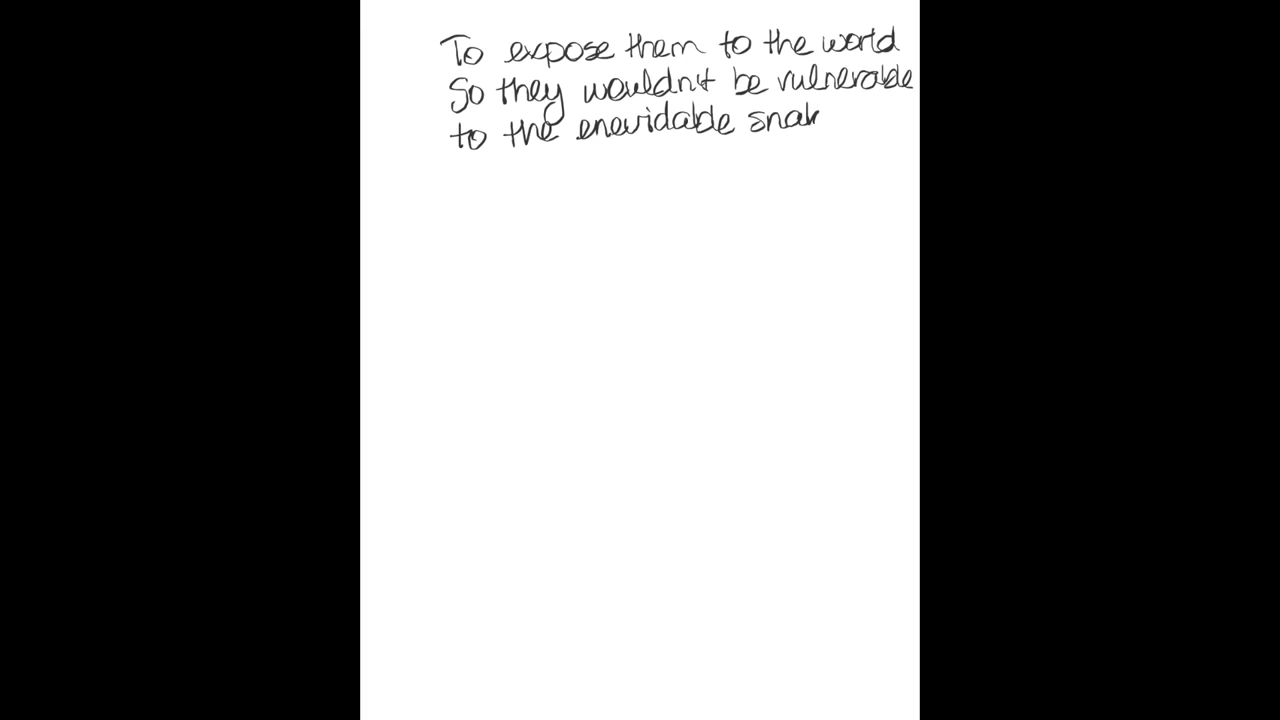 To expose them to the world
So they wouldn't be vulnerable
to the enevidable snak